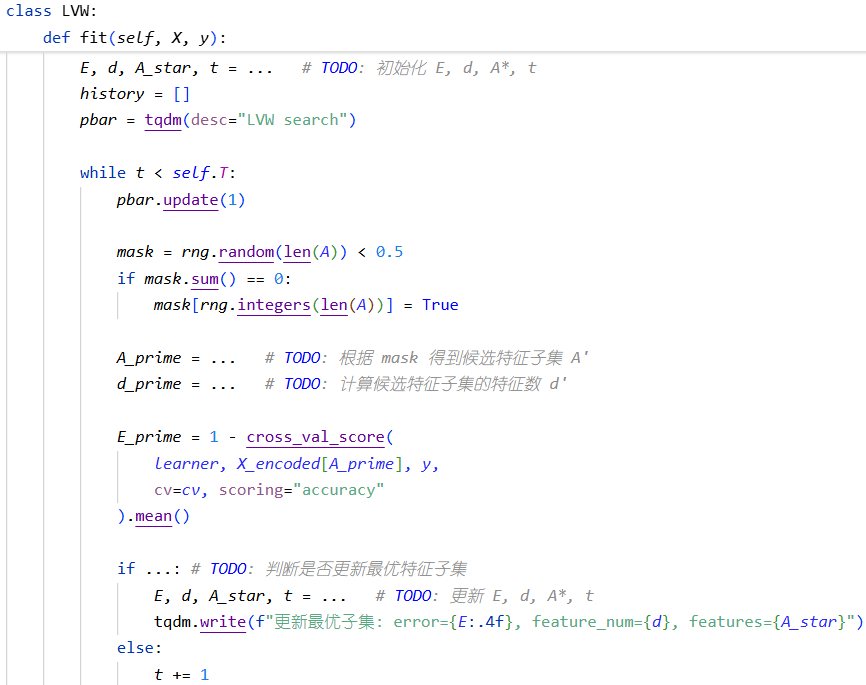 class LVW:
    def fit(self, X, y):
        E, d, A_star, t = ...   # TODO: 初始化 E, d, A*, t
        history = []
        pbar = tqdm(desc="LVW search")
        while t < self.T:
            pbar.update(1)
            mask = rng.random(len(A)) < 0.5
            if mask.sum() == 0:
                mask[rng.integers(len(A))] = True
            A_prime = ...   # TODO: 根据 mask 得到候选特征子集 A'
            d_prime = ...   # TODO: 计算候选特征子集的特征数 d'
            E_prime = 1 - cross_val_score(
                learner, X_encoded[A_prime], y,
                cv=cv, scoring="accuracy"
            ).mean()
            if ...: # TODO: 判断是否更新最优特征子集
                E, d, A_star, t = ...   # TODO: 更新 E, d, A*, t
                tqdm.write(f"更新最优子集: error={E:.4f}, feature_num={d}, features={A_star}")
            else:
                t += 1